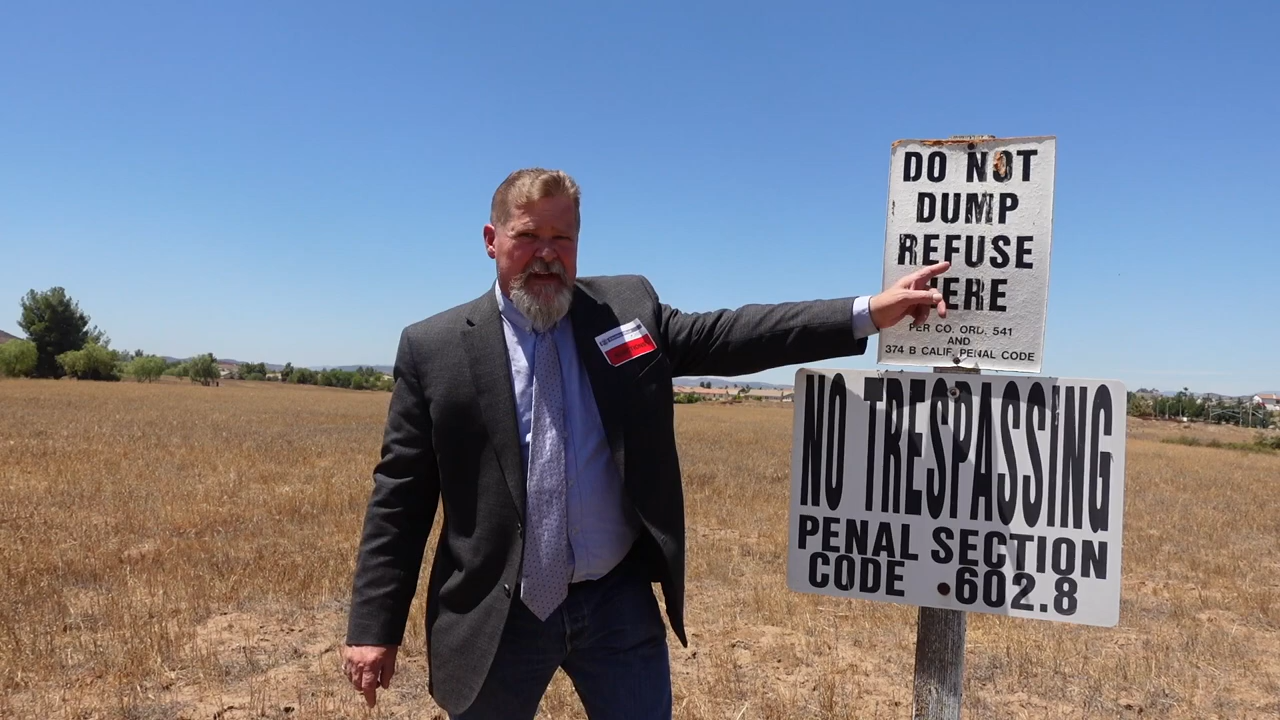 DO NOT
DUMP
REFUSE
HERE
PER CO. ORD. 541
AND
374 B CALIF. PENAL CODE
NO TRESPASSING
PENAL SECTION
CODE 602.8